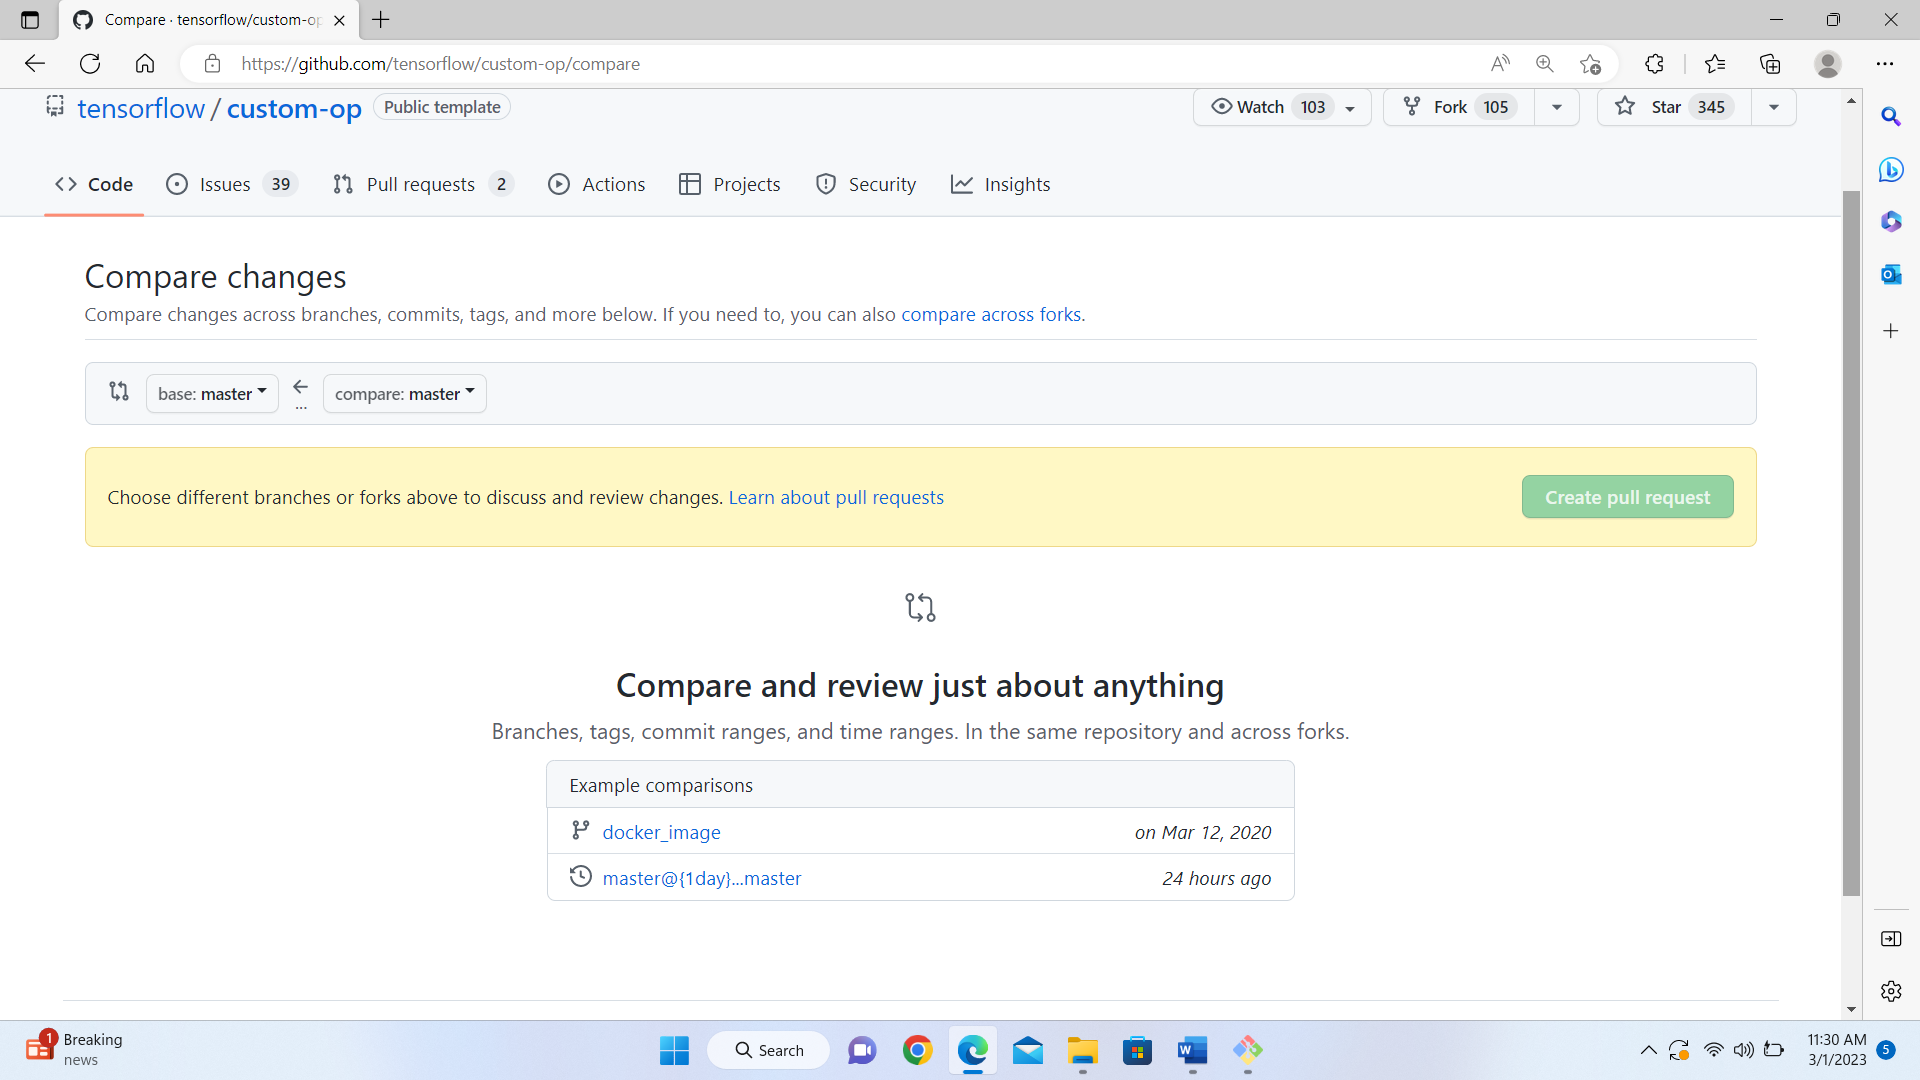 Compare · tensorflow/custom-op
https://github.com/tensorflow/custom-op/compare
tensorflow / custom-op Public template
Watch 103 Fork 105 Star 345
Code Issues 39 Pull requests 2 Actions Projects Security Insights
Compare changes
Compare changes across branches, commits, tags, and more below. If you need to, you can also compare across forks.
base: master ... compare: master
Choose different branches or forks above to discuss and review changes. Learn about pull requests
Create pull request
Compare and review just about anything
Branches, tags, commit ranges, and time ranges. In the same repository and across forks.
Example comparisons
docker_image on Mar 12, 2020
master@{1day}...master 24 hours ago
1 Breaking
news
Search
11:30 AM
3/1/2023
5